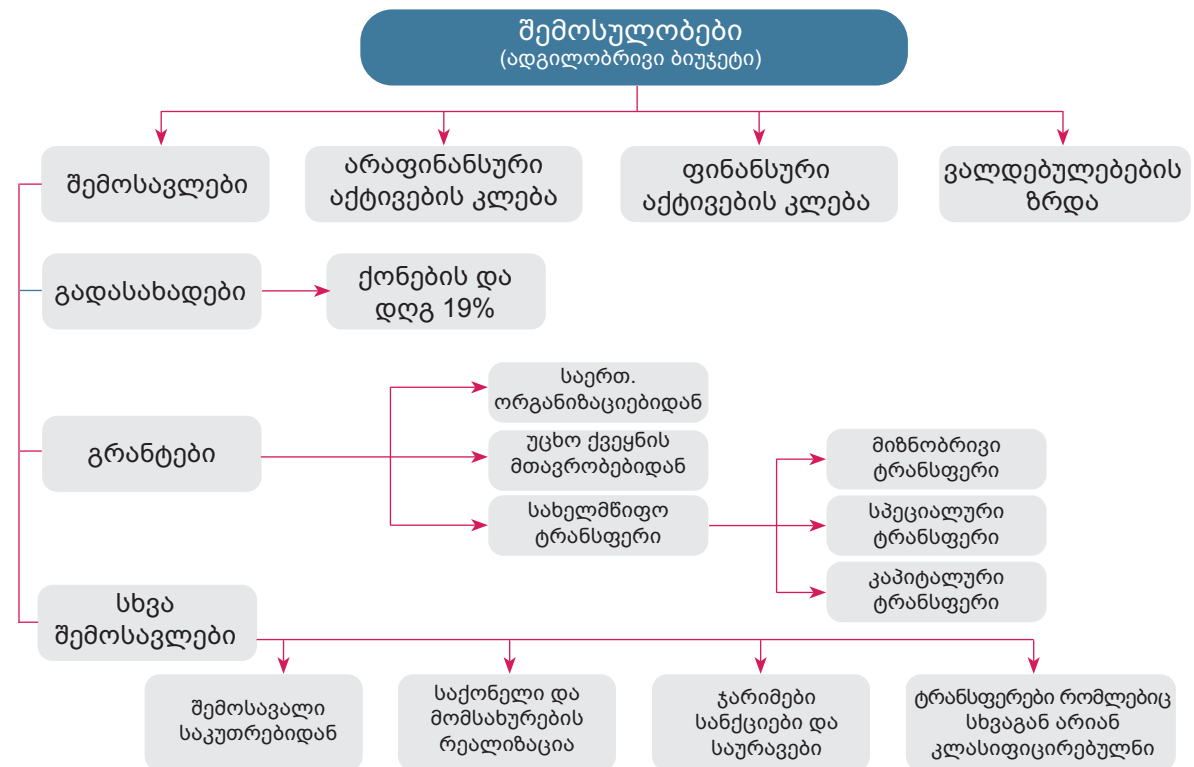 შემოსულობები
(ადგილობრივი ბიუჯეტი)
შემოსავლები
არაფინანსური
აქტივების კლება
ფინანსური
აქტივების კლება
ვალდებულებების
ზრდა
გადასახადები
ქონების და
დღგ 19%
გრანტები
საერთ.
ორგანიზაციებიდან
უცხო ქვეყნის
მთავრობებიდან
სახელმწიფო
ტრანსფერი
მიზნობრივი
ტრანსფერი
სპეციალური
ტრანსფერი
კაპიტალური
ტრანსფერი
სხვა
შემოსავლები
შემოსავალი
საკუთრებიდან
საქონელი და
მომსახურების
რეალიზაცია
ჯარიმები
სანქციები და
საურავები
ტრანსფერები რომლებიც
სხვაგან არიან
კლასიფიცირებულნი